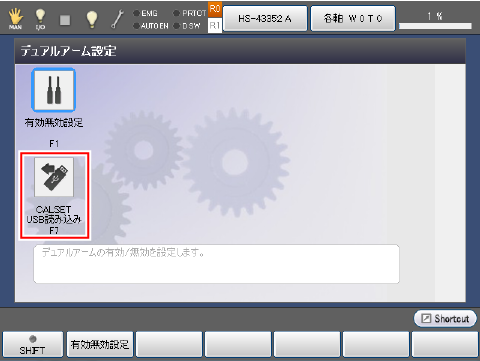 MAN
I/O
EMG
AUTO EN
PRTCT
DSW
R0
R1
HS-43352 A
各軸 W 0 T 0
1 %
デュアルアーム設定
有効無効設定
F1
CALSET
USB読み込み
F7
デュアルアームの有効/無効を設定します。
Shortcut
SHIFT
有効無効設定